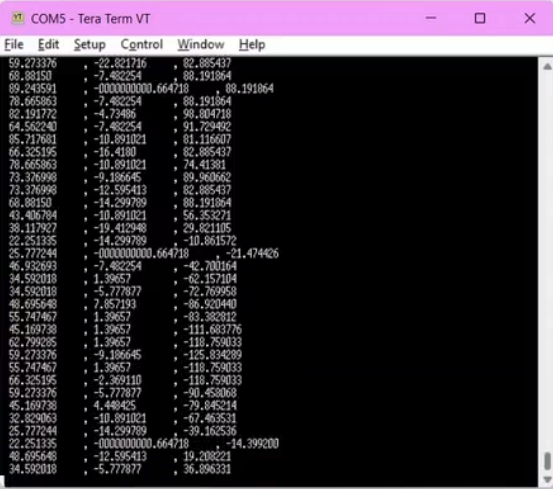 VT COM5 - Tera Term VT
File Edit Setup Control Window Help
59.273376 , -22.821716 , 82.885437
68.88150 , -7.482254 , 88.191864
89.243591 , -0000000000.664718 , 88.191864
78.665863 , -7.482254 , 88.191864
82.191772 , -4.73486 , 98.804718
64.562240 , -7.482254 , 91.729492
85.717681 , -10.891021 , 81.116607
66.325195 , -16.4180 , 82.885437
78.665863 , -10.891021 , 74.41381
73.376998 , -9.186645 , 89.960662
73.376998 , -12.595413 , 82.885437
68.88150 , -14.299789 , 88.191864
43.406784 , -10.891021 , 56.353271
38.117927 , -19.412948 , 29.821105
22.251335 , -14.299789 , -10.861572
25.777244 , -0000000000.664718 , -21.474426
46.932693 , -7.482254 , -42.700164
34.592018 , 1.39657 , -62.157104
34.592018 , -5.777877 , -72.769958
48.695648 , 7.857193 , -86.920440
55.747467 , 1.39657 , -83.382812
45.169738 , 1.39657 , -111.683776
62.799285 , 1.39657 , -118.759033
59.273376 , -9.186645 , -125.834289
55.747467 , 1.39657 , -118.759033
66.325195 , -2.369110 , -118.759033
59.273376 , -5.777877 , -90.458068
45.169738 , 4.448425 , -79.845214
32.829063 , -10.891021 , -67.463531
25.777244 , -14.299789 , -39.162536
22.251335 , -0000000000.664718 , -14.399200
48.695648 , -12.595413 , 19.208221
34.592018 , -5.777877 , 36.896331